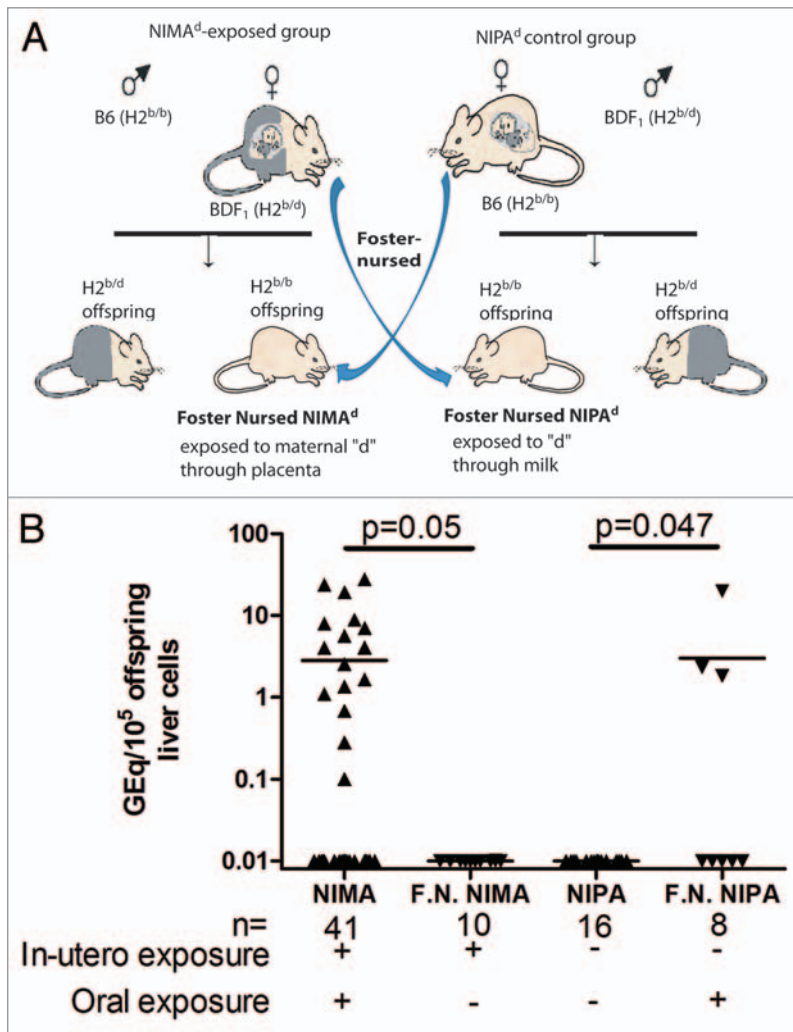 A
NIMAᵈ-exposed group
NIPAᵈ control group
B6 (H2ᵇ/ᵇ)
BDF₁ (H2ᵇ/ᵈ)
BDF₁ (H2ᵇ/ᵈ)
B6 (H2ᵇ/ᵇ)
Foster-
nursed
H2ᵇ/ᵈ
offspring
H2ᵇ/ᵇ
offspring
H2ᵇ/ᵇ
offspring
H2ᵇ/ᵈ
offspring
Foster Nursed NIMAᵈ
exposed to maternal "d"
through placenta
Foster Nursed NIPAᵈ
exposed to "d"
through milk
B
p=0.05
p=0.047
GEq/10⁵ offspring
liver cells
100
10
1
0.1
0.01
NIMA F.N. NIMA NIPA F.N. NIPA
n= 41 10 16 8
In-utero exposure + + - -
Oral exposure + - - +